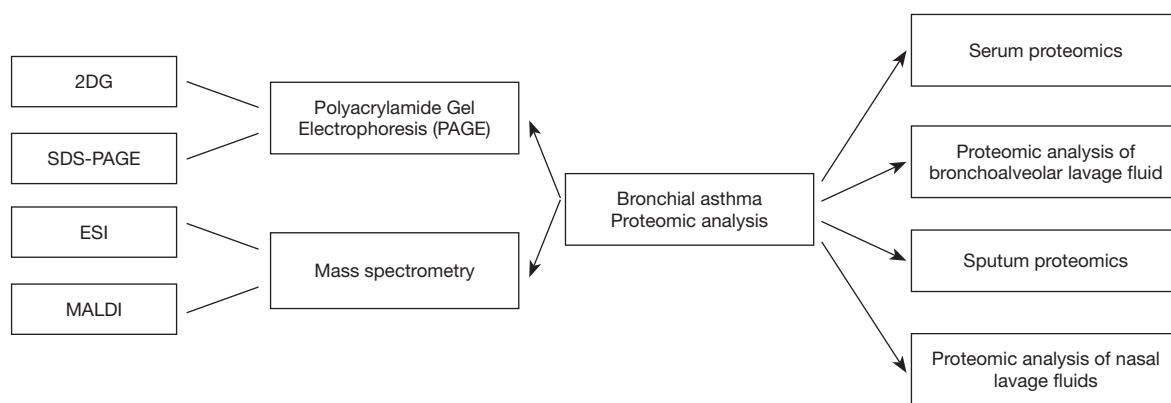 2DG
SDS-PAGE
ESI
MALDI
Polyacrylamide Gel
Electrophoresis (PAGE)
Mass spectrometry
Bronchial asthma
Proteomic analysis
Serum proteomics
Proteomic analysis of
bronchoalveolar lavage fluid
Sputum proteomics
Proteomic analysis of nasal
lavage fluids